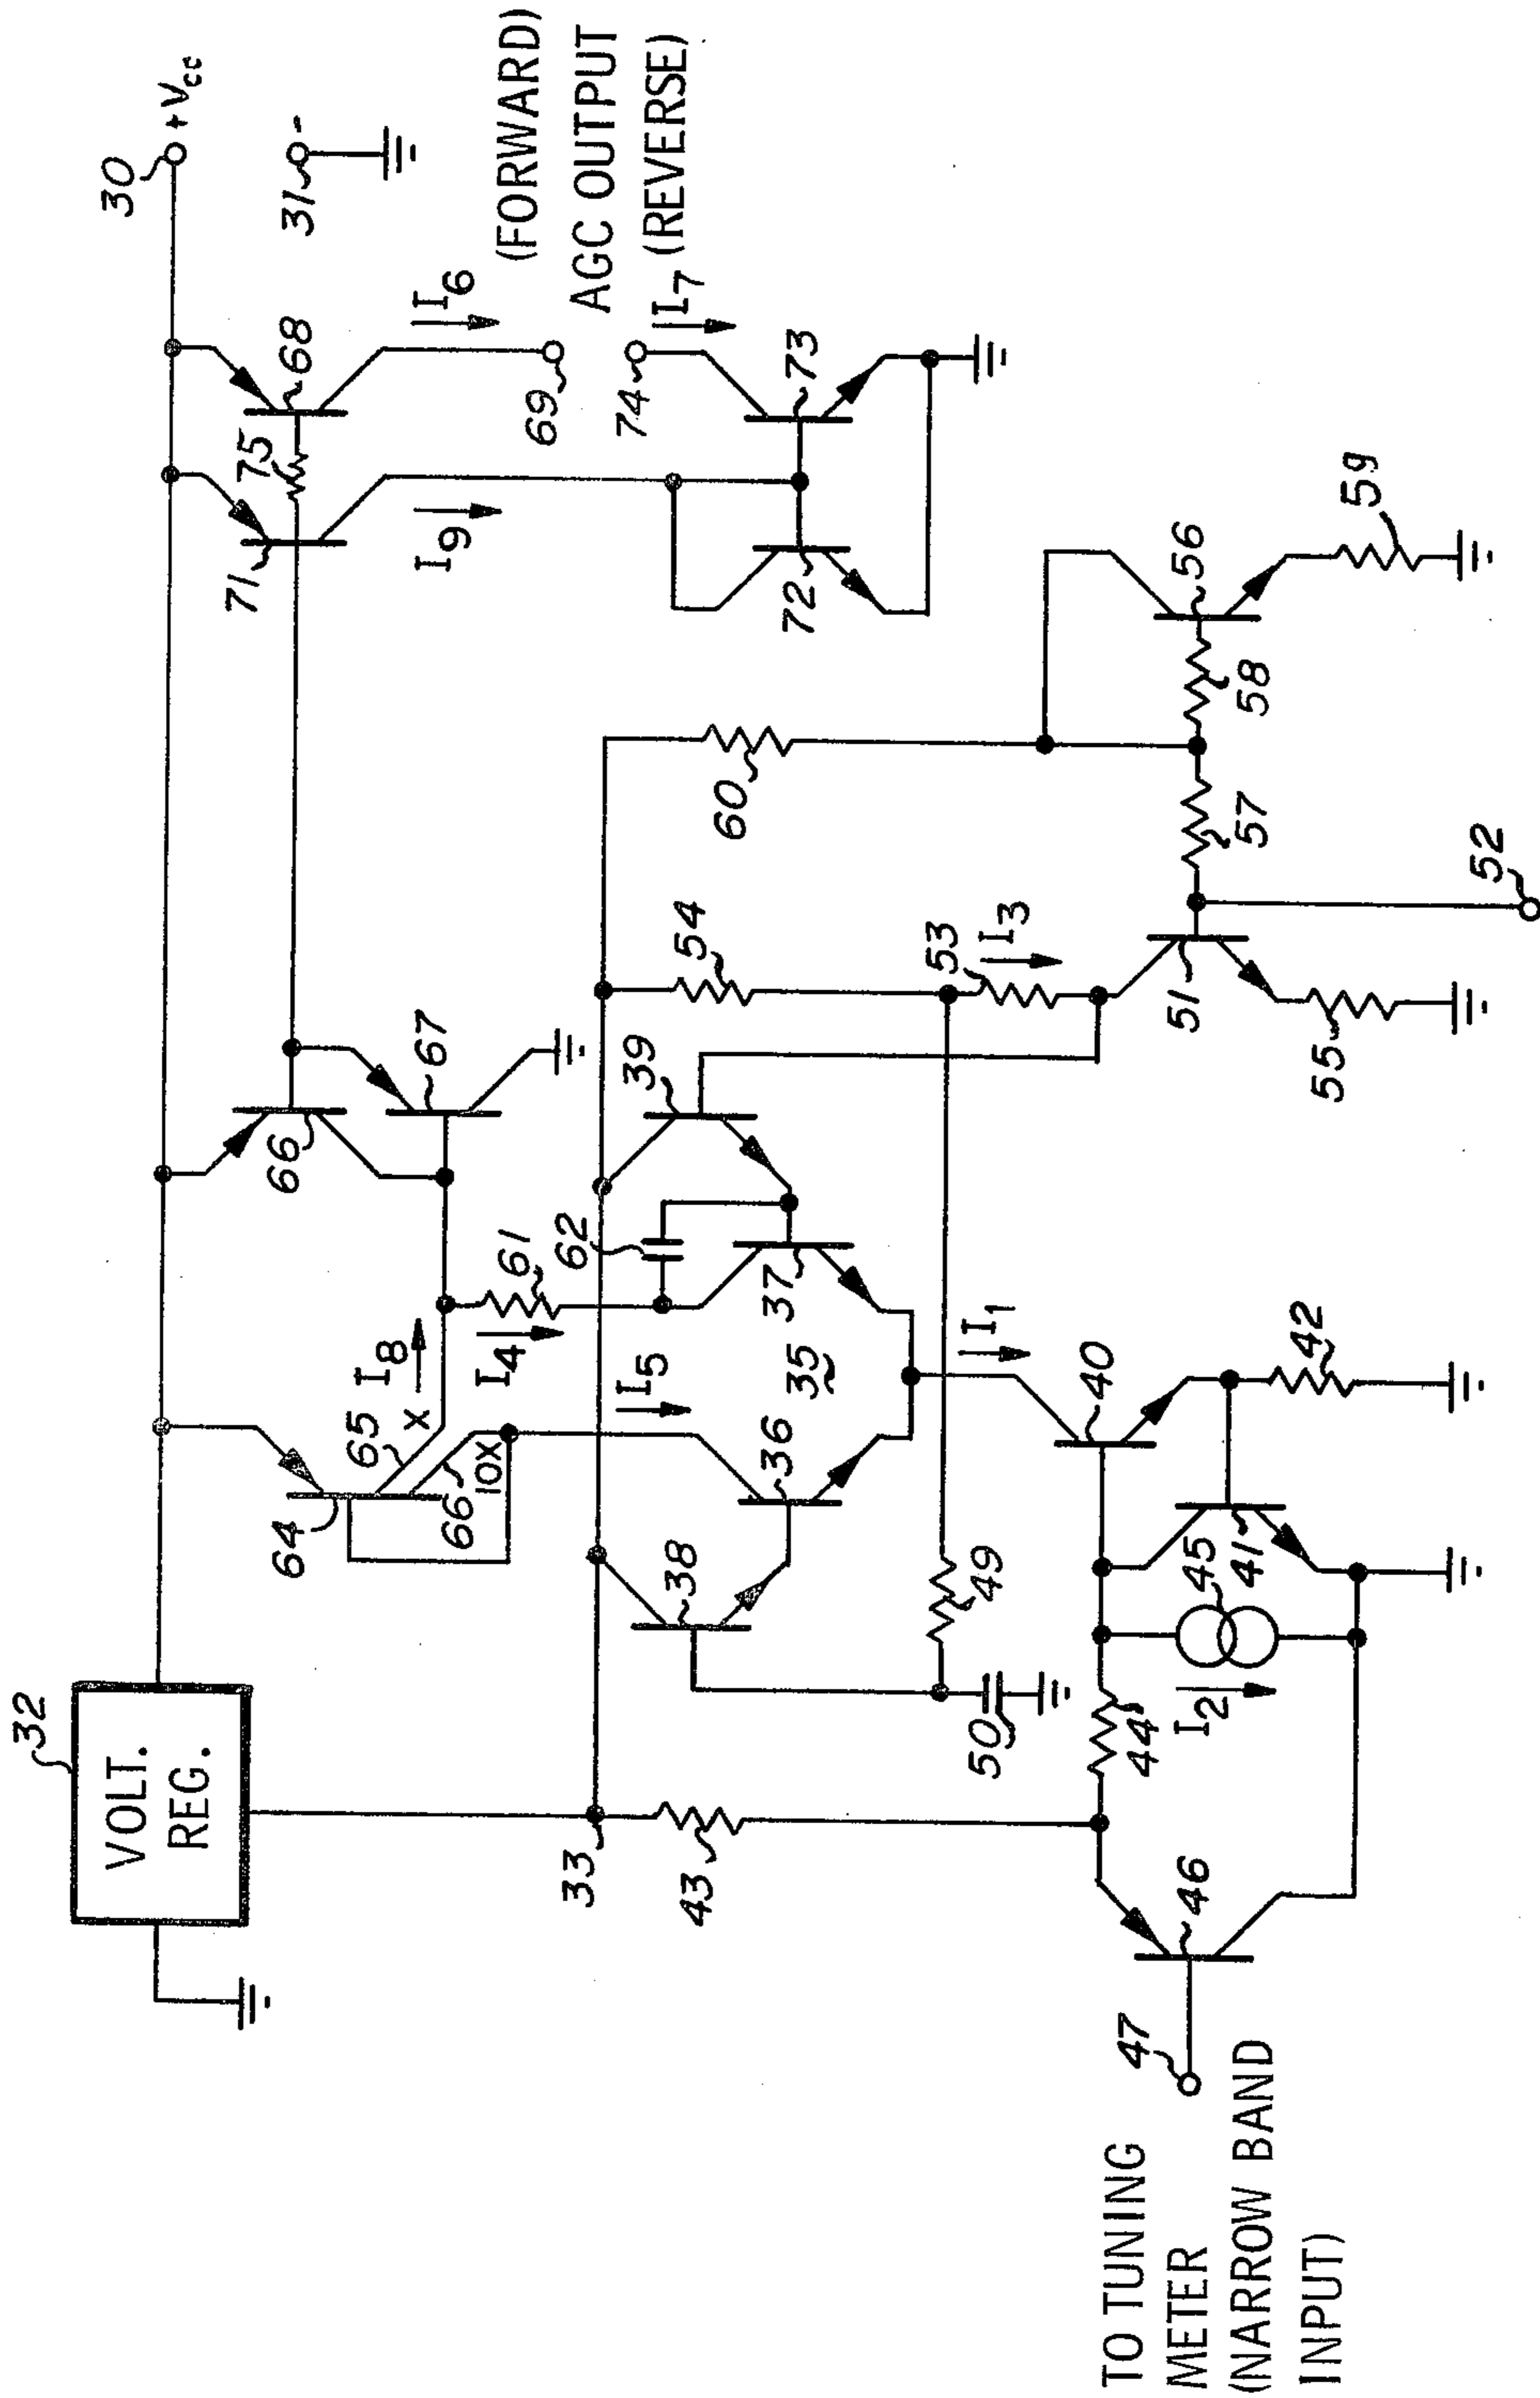 32
VOLT.
REG.
30
+Vcc
31
-
64
65
X
66
10X
I8
66
67
71
75
68
I9
I6
69
(FORWARD)
AGC OUTPUT
(REVERSE)
74
I7
72
73
33
43
I5
I4
61
62
39
54
60
38
36
35
37
53
I3
49
50
I1
51
57
58
56
59
55
52
40
42
44
45
41
I2
46
47
TO TUNING
METER
(NARROW BAND
INPUT)